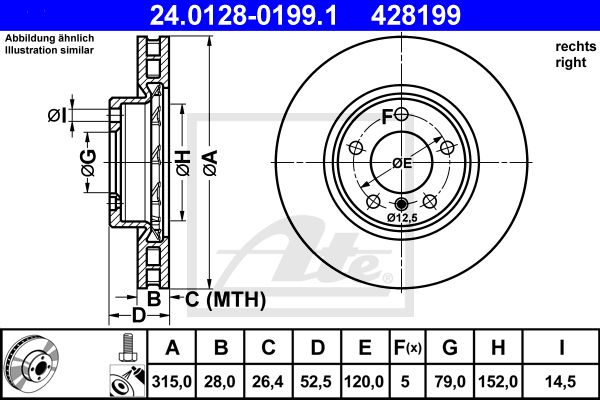 24.0128-0199.1 428199
Abbildung ähnlich
Illustration similar
rechts
right
ØI
ØG
ØH
ØA
F
ØE
Ø12,5
B
C (MTH)
D
Ate
®
A B C D E F(x) G H I
315,0 28,0 26,4 52,5 120,0 5 79,0 152,0 14,5